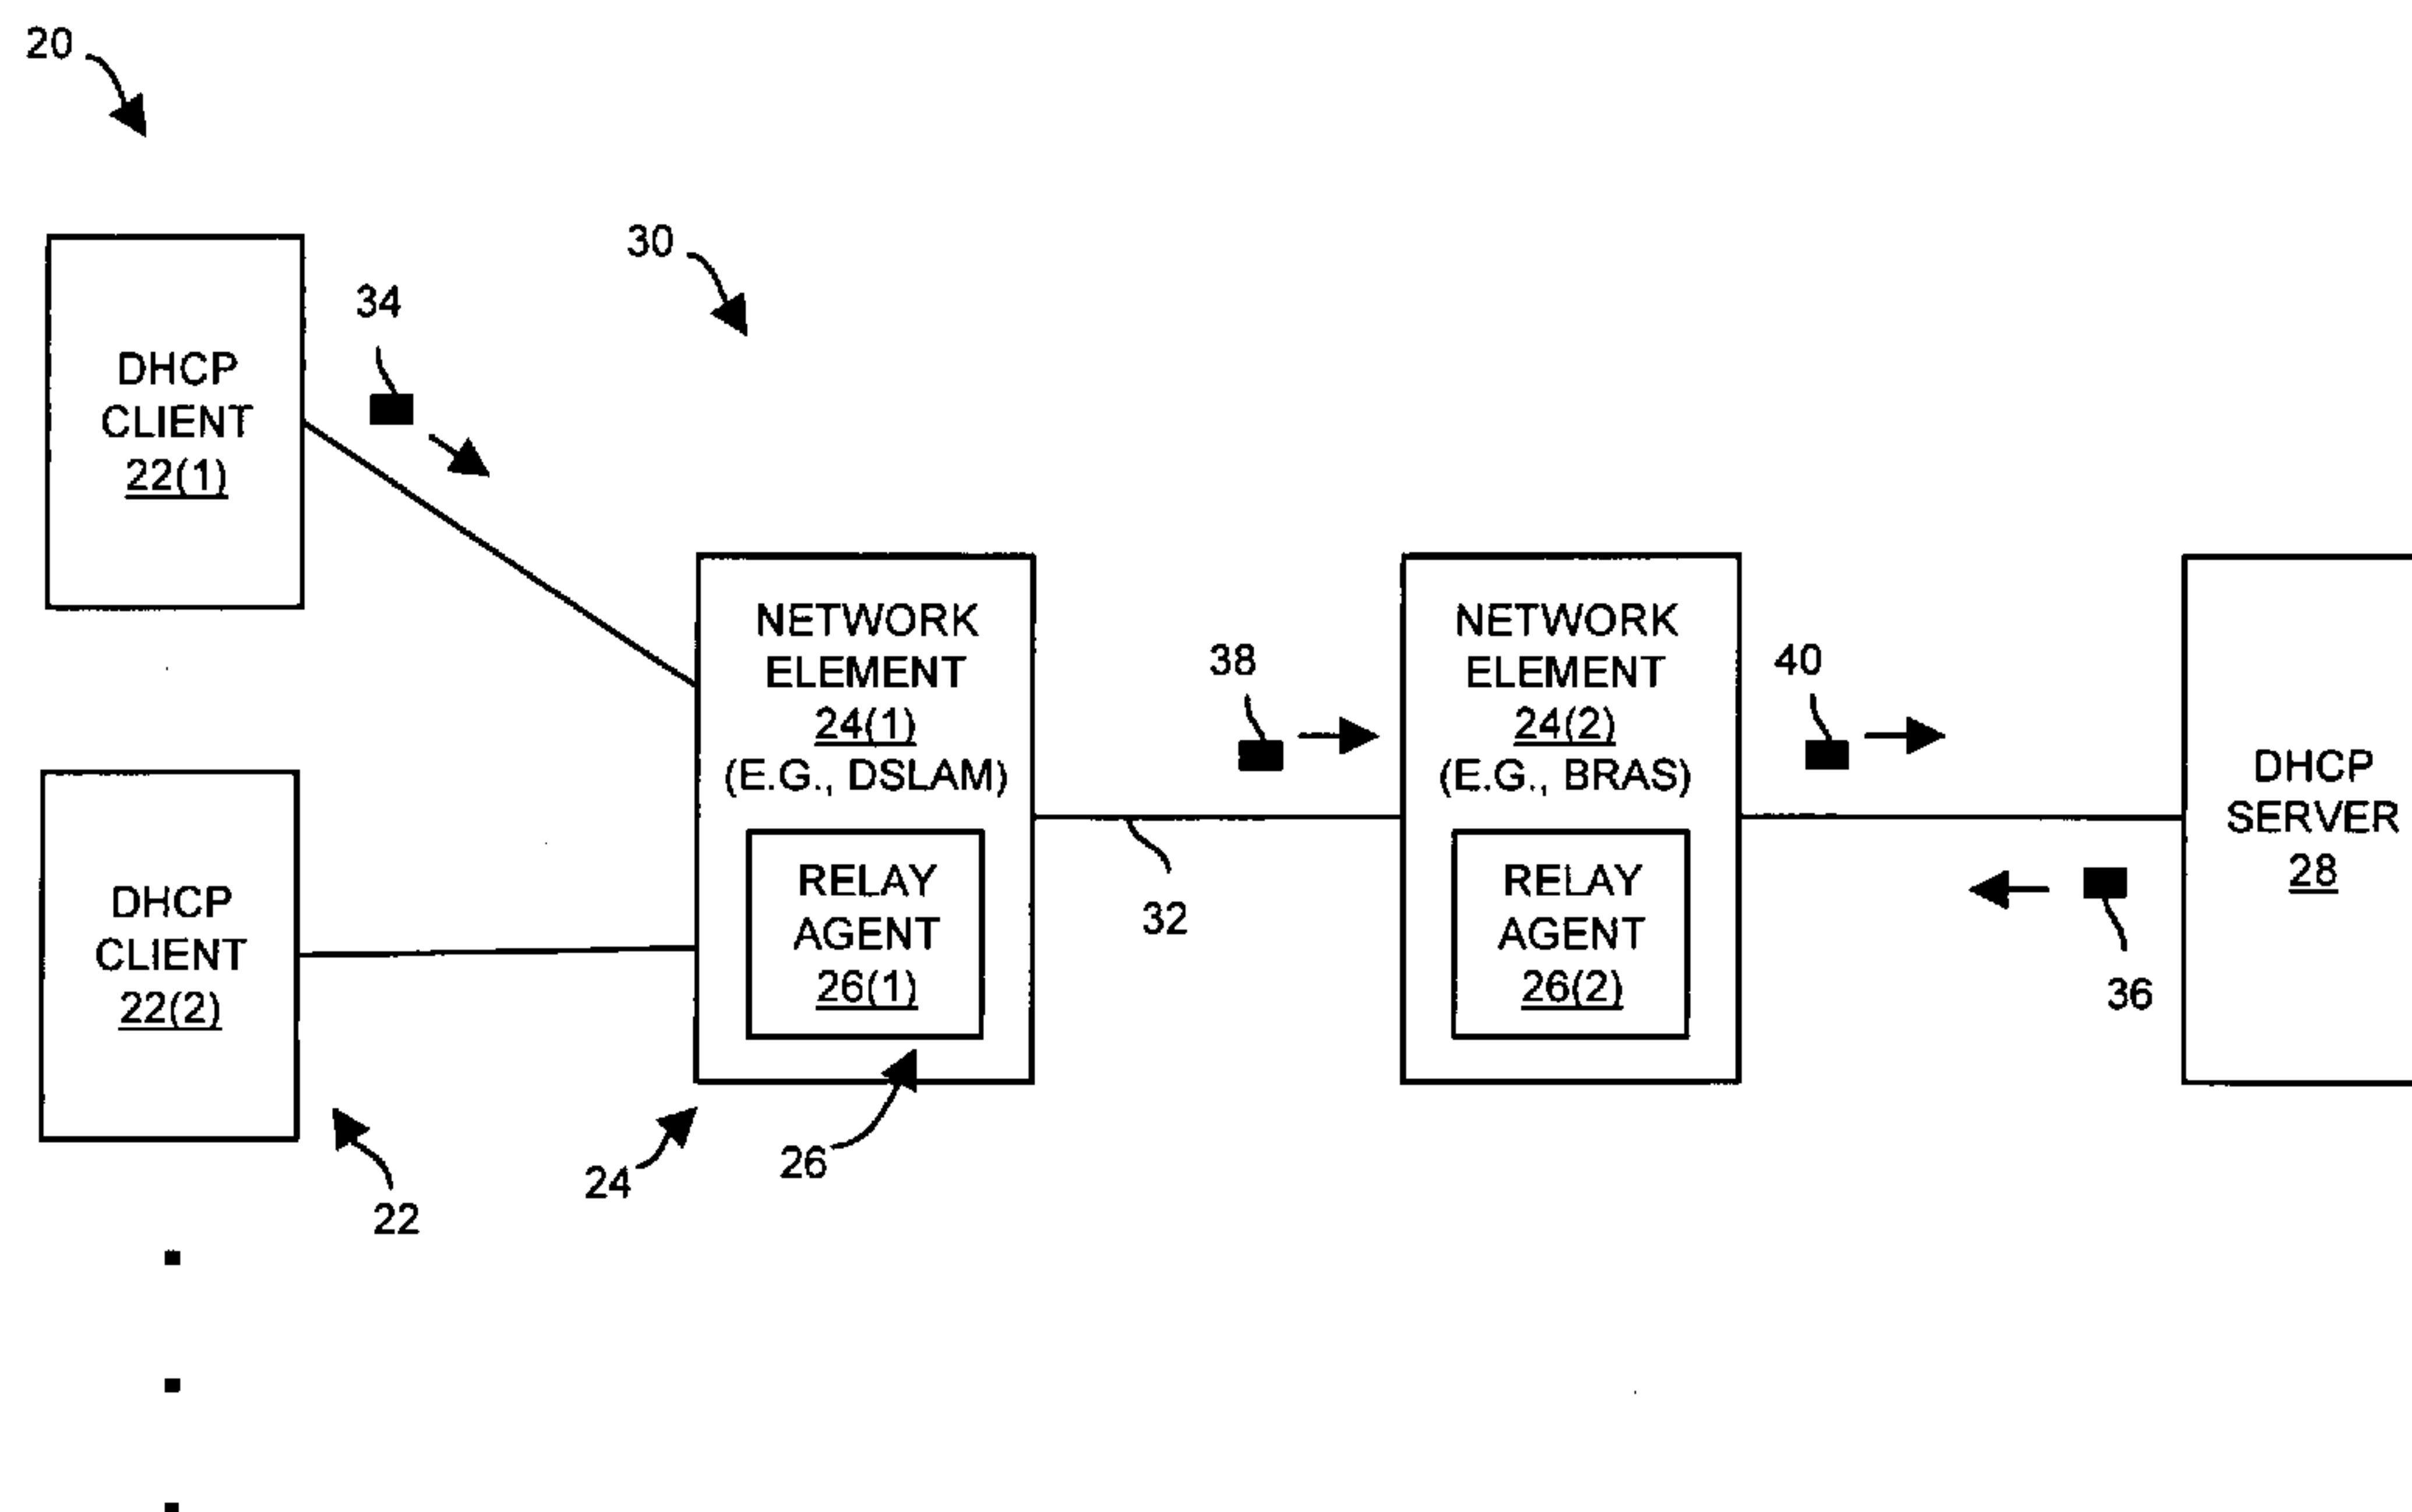 20
30
34
DHCP
CLIENT
22(1)
NETWORK
ELEMENT
24(1)
(E.G., DSLAM)
RELAY
AGENT
26(1)
38
NETWORK
ELEMENT
24(2)
(E.G., BRAS)
RELAY
AGENT
26(2)
40
DHCP
SERVER
28
32
36
DHCP
CLIENT
22(2)
22
24
26